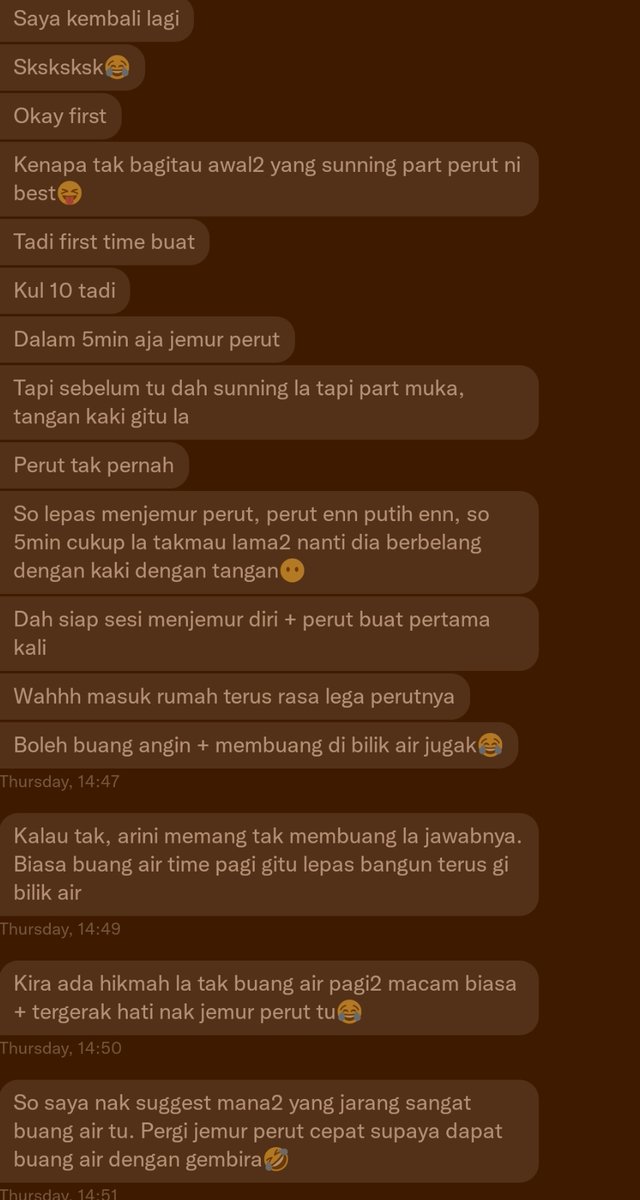 Saya kembali lagi
Sksksksk😂
Okay first
Kenapa tak bagitau awal2 yang sunning part perut ni
best😝
Tadi first time buat
Kul 10 tadi
Dalam 5min aja jemur perut
Tapi sebelum tu dah sunning la tapi part muka,
tangan kaki gitu la
Perut tak pernah
So lepas menjemur perut, perut enn putih enn, so
5min cukup la takmau lama2 nanti dia berbelang
dengan kaki dengan tangan😶
Dah siap sesi menjemur diri + perut buat pertama
kali
Wahhh masuk rumah terus rasa lega perutnya
Boleh buang angin + membuang di bilik air jugak😂
Thursday, 14:47
Kalau tak, arini memang tak membuang la jawabnya.
Biasa buang air time pagi gitu lepas bangun terus gi
bilik air
Thursday, 14:49
Kira ada hikmah la tak buang air pagi2 macam biasa
+ tergerak hati nak jemur perut tu😂
Thursday, 14:50
So saya nak suggest mana2 yang jarang sangat
buang air tu. Pergi jemur perut cepat supaya dapat
buang air dengan gembira🤣
Thursday, 14:51